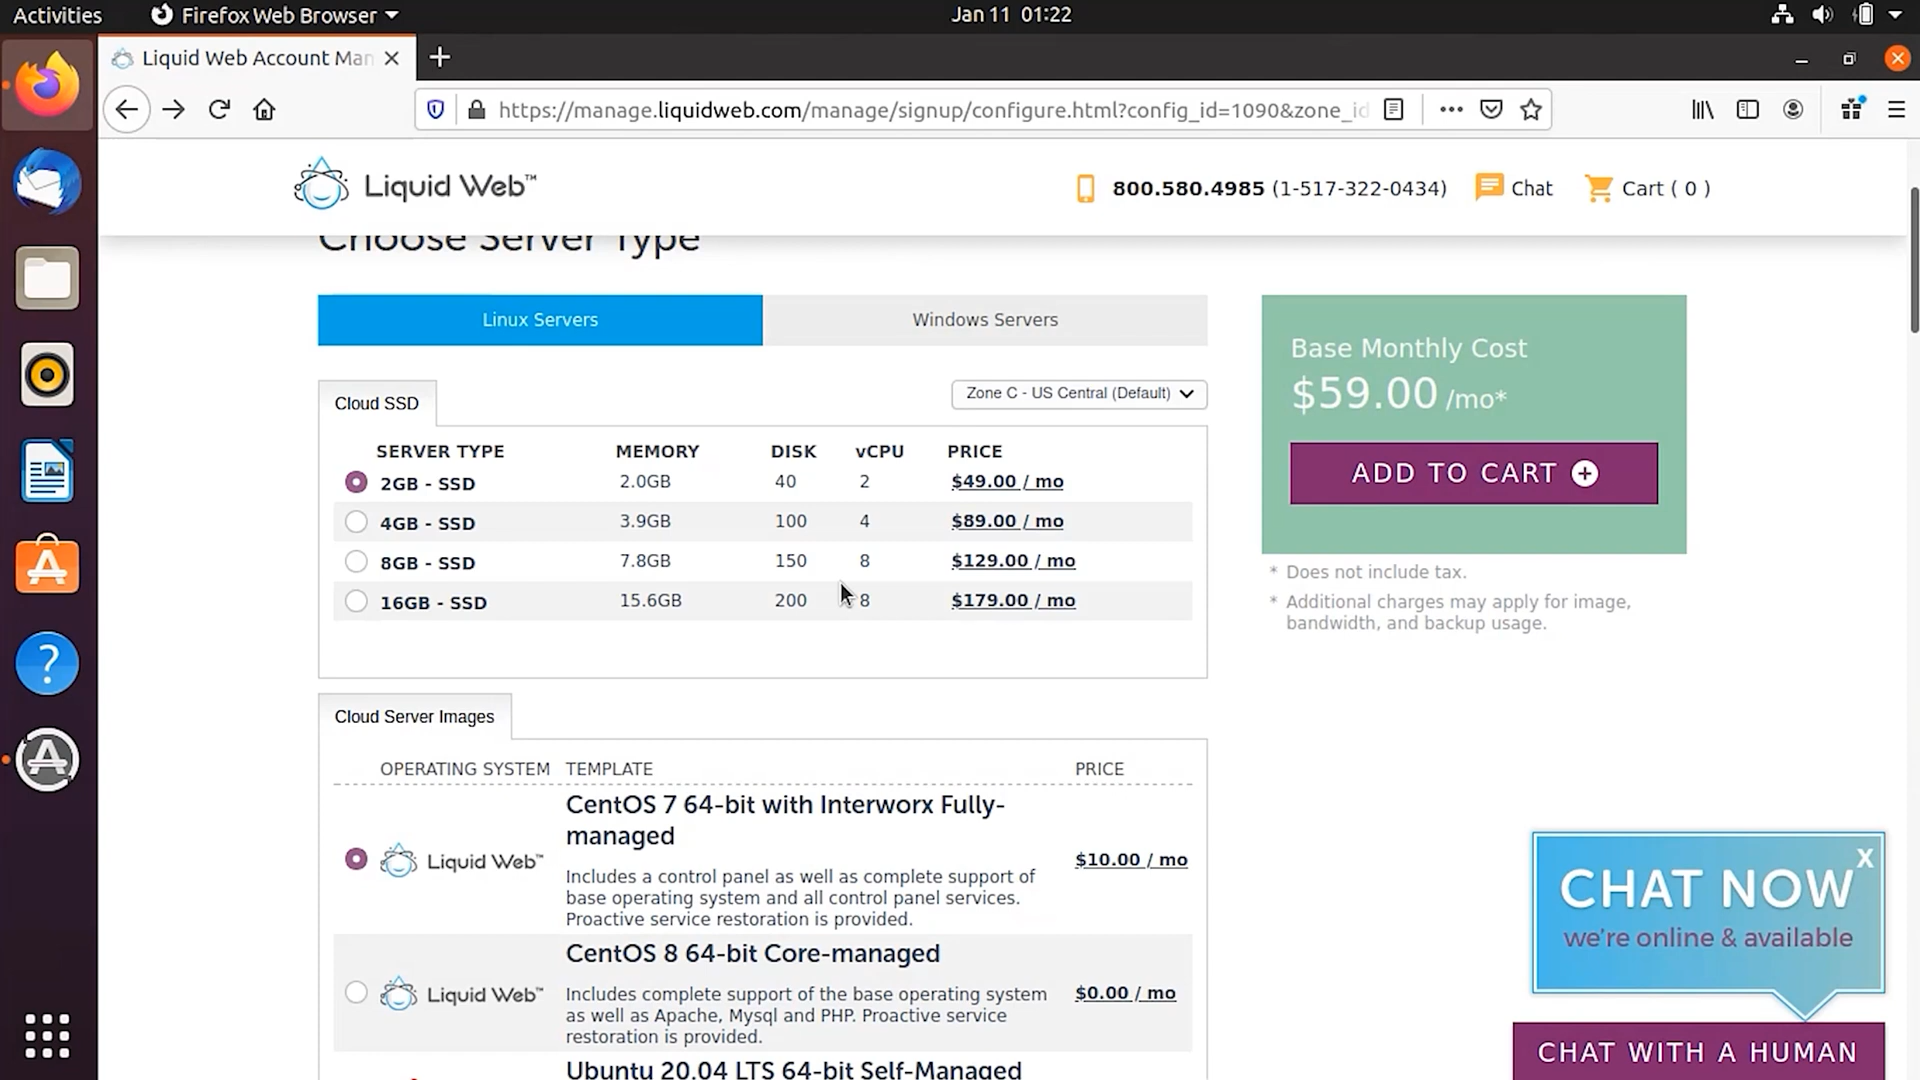 Activities
Firefox Web Browser
Jan 11 01:22
Liquid Web Account Man
https://manage.liquidweb.com/manage/signup/configure.html?config_id=1090&zone_id
Liquid Web™
800.580.4985 (1-517-322-0434)
Chat
Cart ( 0 )
Choose Server Type
Linux Servers
Windows Servers
Base Monthly Cost
$59.00 /mo*
ADD TO CART
* Does not include tax.
* Additional charges may apply for image,
bandwidth, and backup usage.
Cloud SSD
Zone C - US Central (Default)
SERVER TYPE MEMORY DISK vCPU PRICE
2GB - SSD 2.0GB 40 2 $49.00 / mo
4GB - SSD 3.9GB 100 4 $89.00 / mo
8GB - SSD 7.8GB 150 8 $129.00 / mo
16GB - SSD 15.6GB 200 8 $179.00 / mo
Cloud Server Images
OPERATING SYSTEM TEMPLATE PRICE
CentOS 7 64-bit with Interworx Fully-
managed
Liquid Web™
$10.00 / mo
Includes a control panel as well as complete support of
base operating system and all control panel services.
Proactive service restoration is provided.
CentOS 8 64-bit Core-managed
Liquid Web™
$0.00 / mo
Includes complete support of the base operating system
as well as Apache, Mysql and PHP. Proactive service
restoration is provided.
Ubuntu 20.04 LTS 64-bit Self-Managed
X
CHAT NOW
we're online & available
CHAT WITH A HUMAN